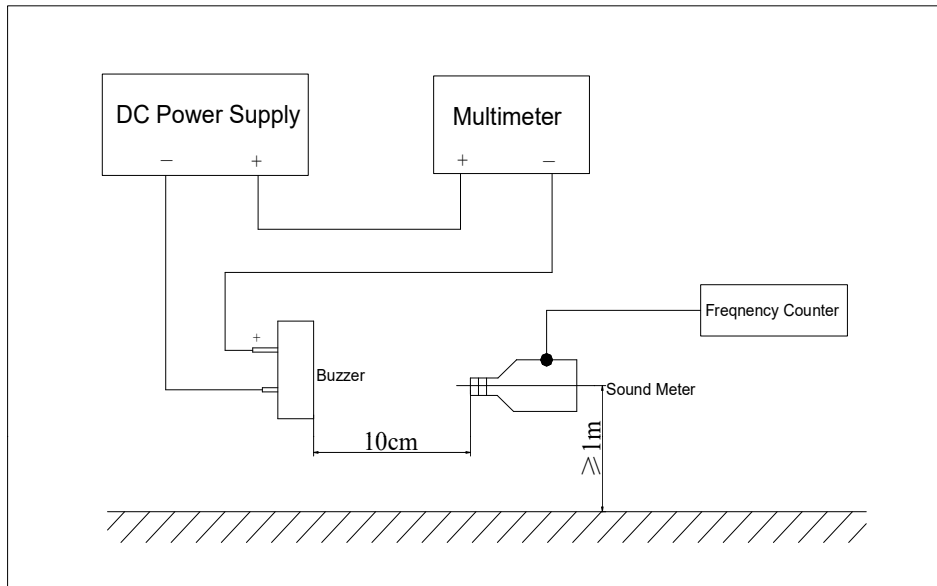 DC Power Supply
− +
Multimeter
+ −
Freqnency Counter
+
Buzzer
Sound Meter
10cm
≥1m